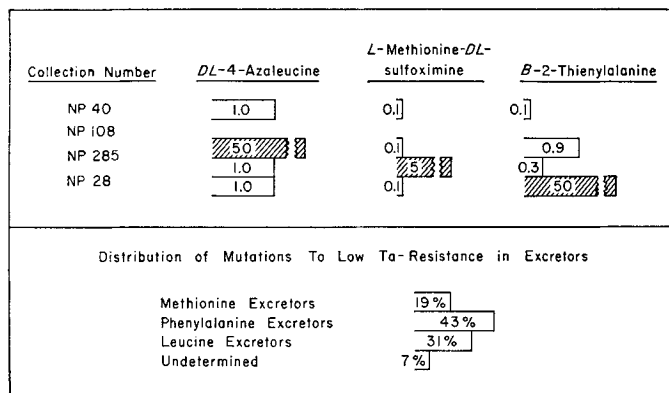 Collection Number DL-4-Azaleucine L-Methionine-DL-sulfoximine B-2-Thienylalanine
NP 40 1.0 0.1 0.1
NP 108 50 0.1 0.9
NP 285 1.0 5 0.3
NP 28 1.0 0.1 50
Distribution of Mutations To Low Ta-Resistance in Excretors
Methionine Excretors 19%
Phenylalanine Excretors 43%
Leucine Excretors 31%
Undetermined 7%